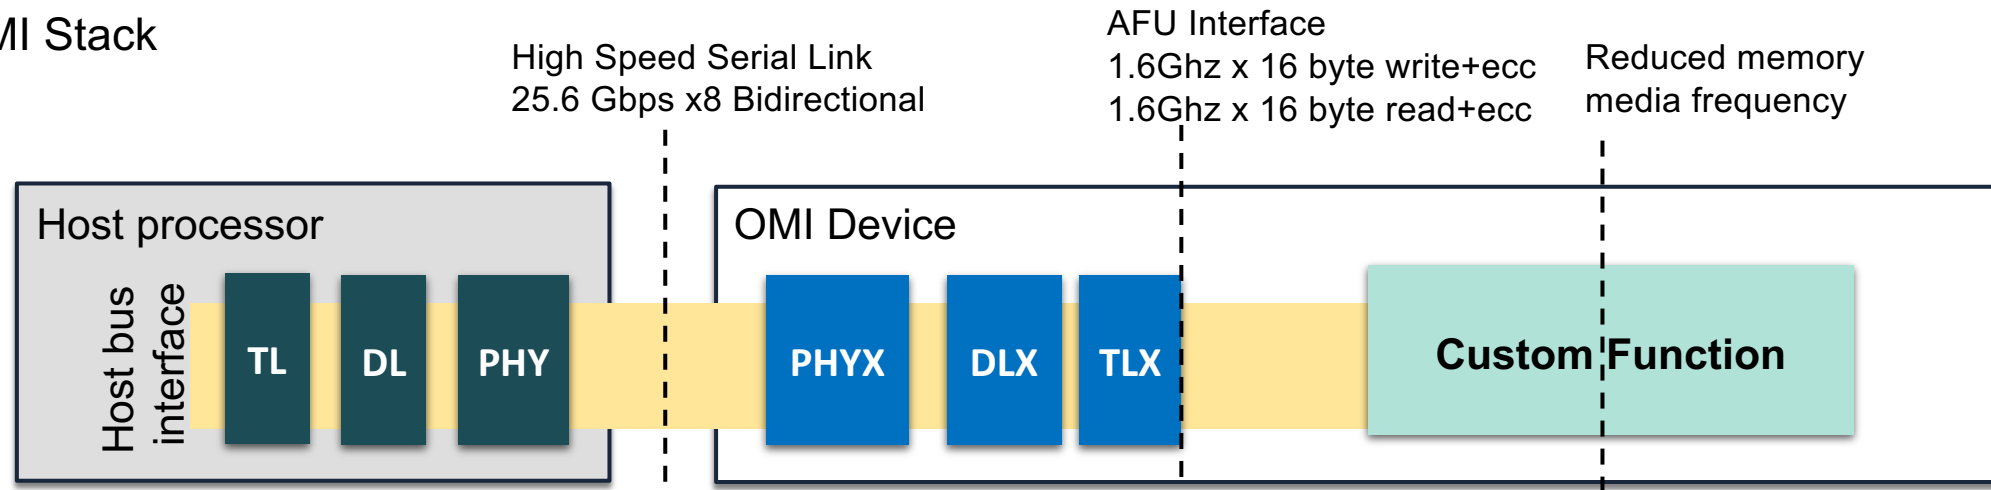 MI Stack
High Speed Serial Link
25.6 Gbps x8 Bidirectional
AFU Interface
1.6Ghz x 16 byte write+ecc
1.6Ghz x 16 byte read+ecc
Reduced memory
media frequency
Host processor
Host bus
interface
TL
DL
PHY
OMI Device
PHYX
DLX
TLX
Custom Function